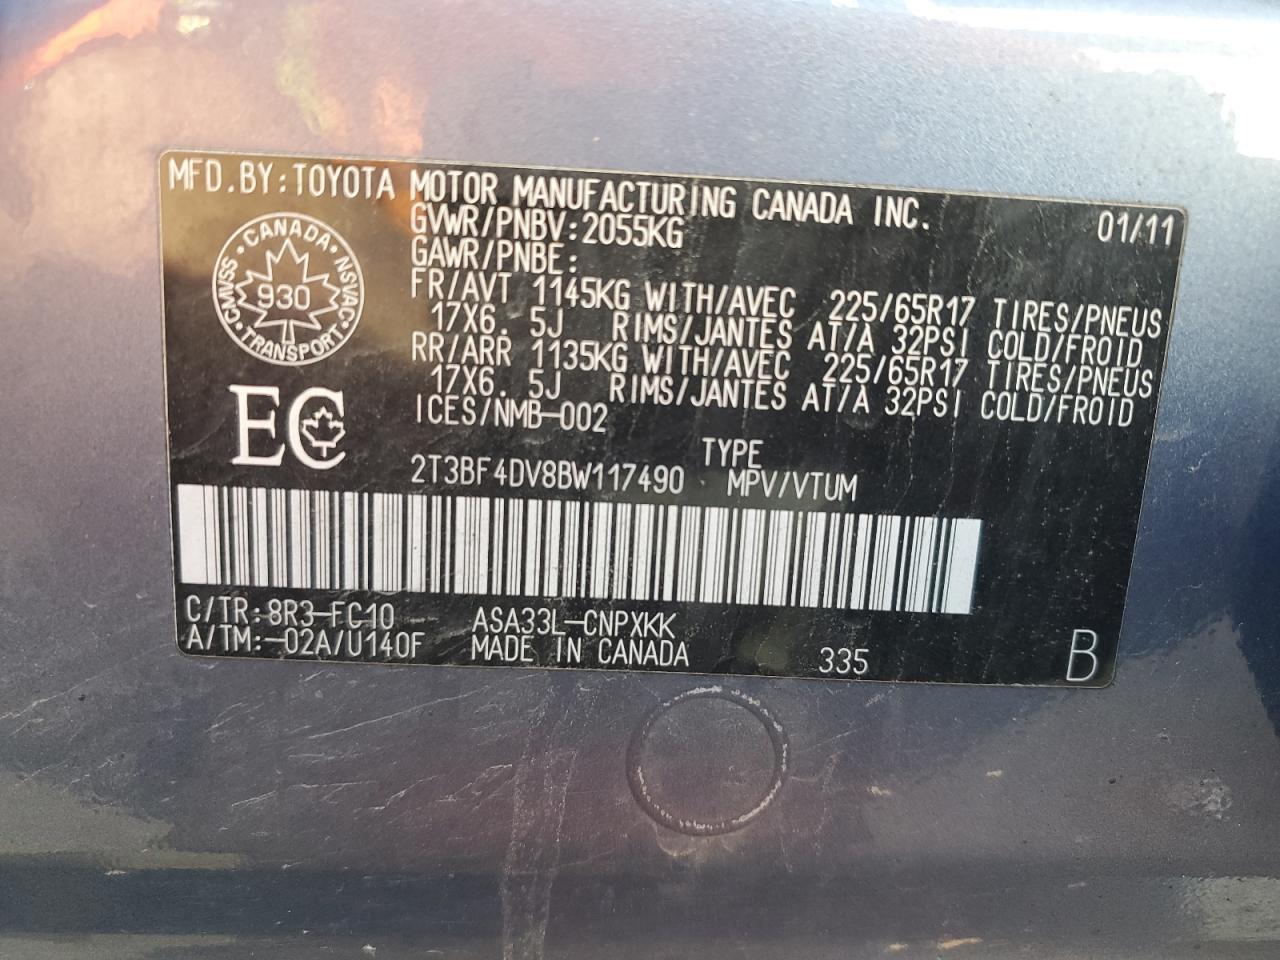 MFD.BY:TOYOTA MOTOR MANUFACTURING CANADA INC. 01/11
GVWR/PNBV:2055KG
GAWR/PNBE:
FR/AVT 1145KG WITH/AVEC 225/65R17 TIRES/PNEUS
17X6. 5J RIMS/JANTES AT/A 32PSI COLD/FROID
RR/ARR 1135KG WITH/AVEC 225/65R17 TIRES/PNEUS
17X6. 5J RIMS/JANTES AT/A 32PSI COLD/FROID
ICES/NMB-002
CANADA
CMVSS NSVAC
930
TRANSPORT
EC
TYPE
2T3BF4DV8BW117490 MPV/VTUM
C/TR:8R3-FC10 ASA33L-CNPXKK
A/TM:-02A/U140F MADE IN CANADA 335 B